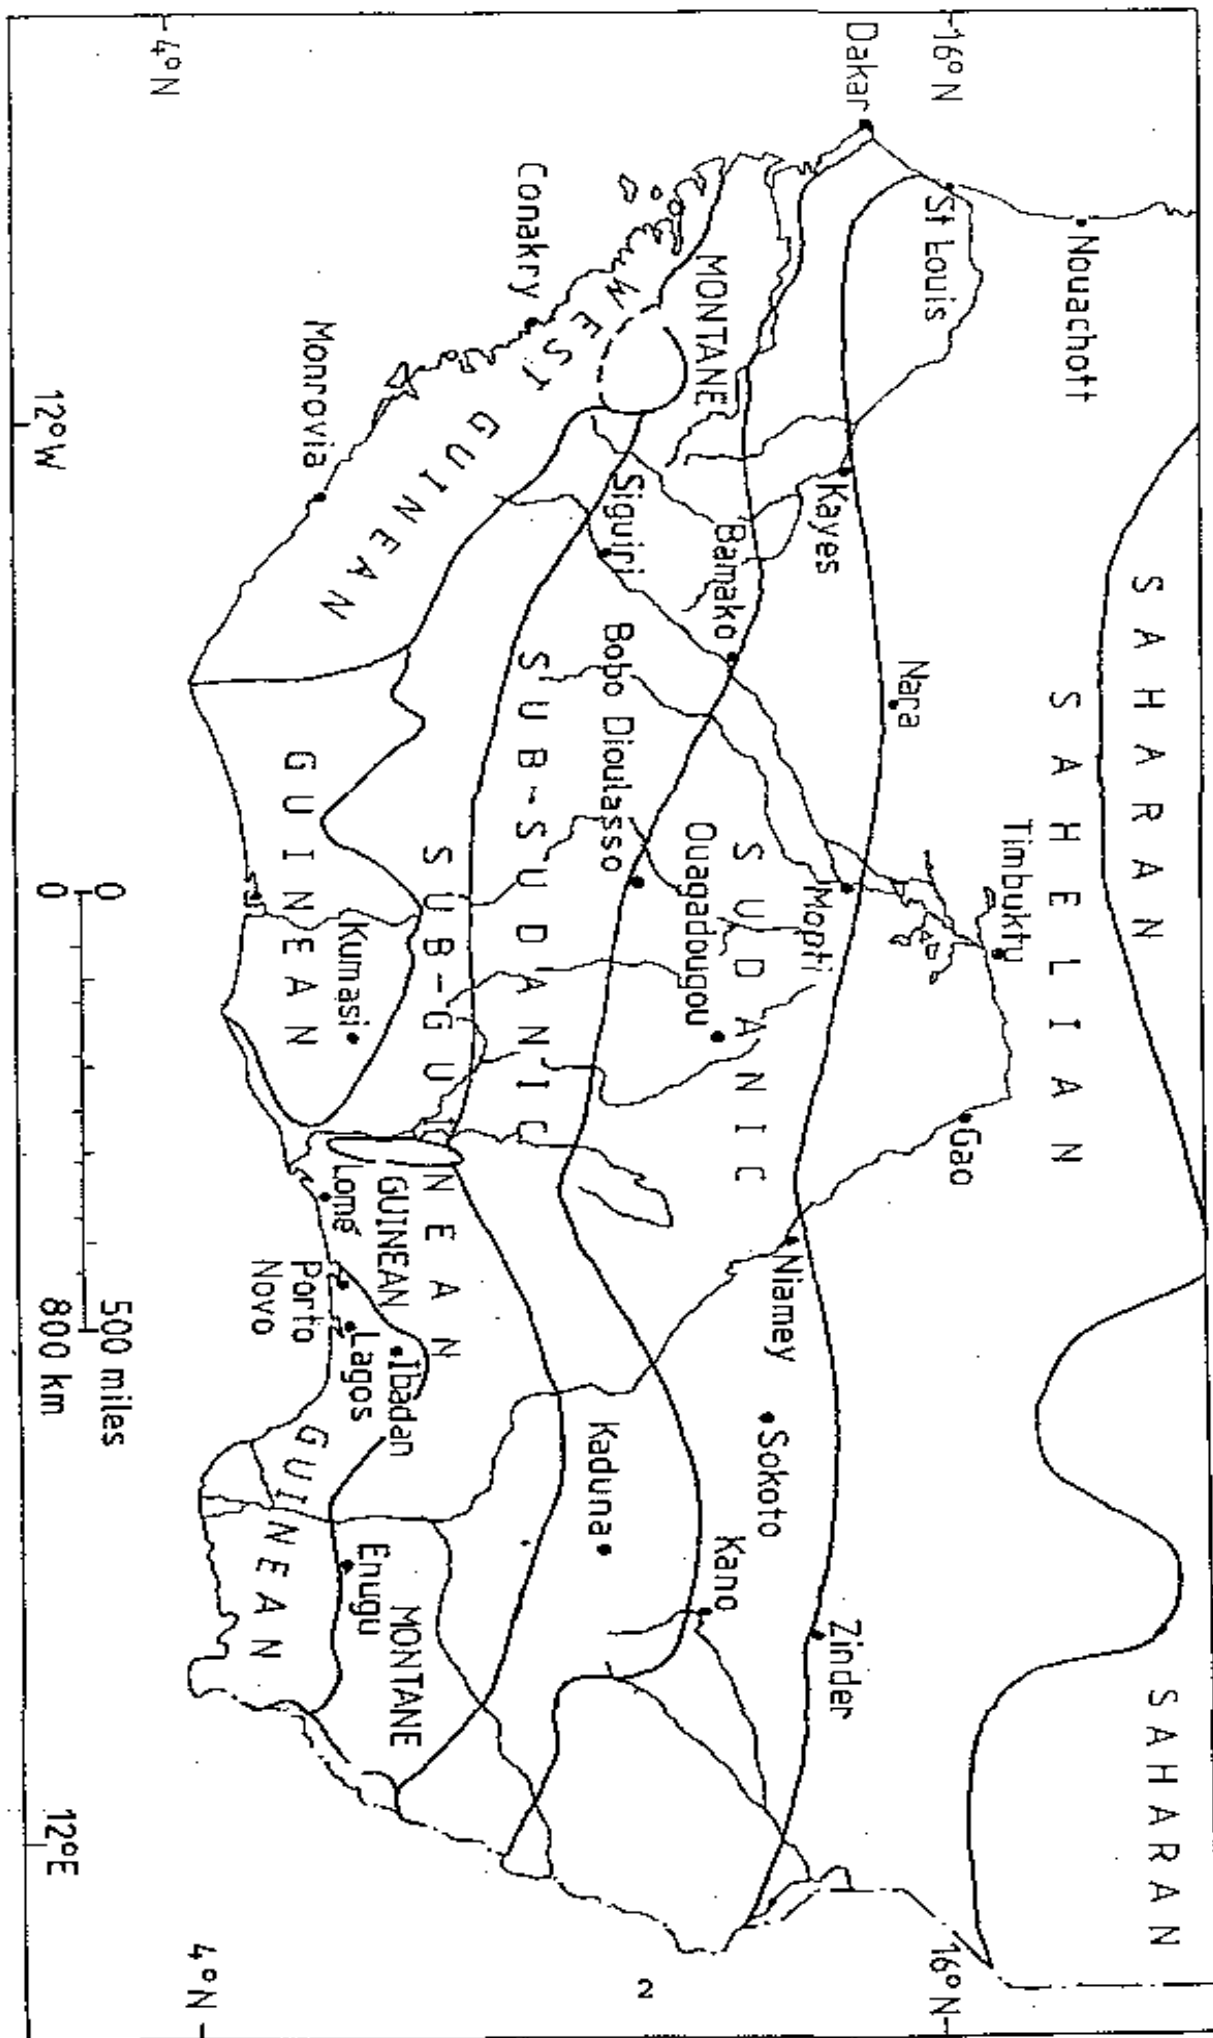 16°N
4°N
Dakar
St Louis
Nouachott
Conakry
Monrovia
12°W
MONTANE
WEST GUINEAN
Kayes
Siguiri
Bamako
Nara
Bobo Dioulasso
Ouagadougou
Mopti
Timbuktu
Gao
SAHARAN
SAHELIAN
SUDANIC
SUB-SUDANIC
SUB-GUINEAN
GUINEAN
Kumasi
GUINEAN
Lomé
Porto
Novo
Lagos
Ibadan
Niamey
Sokoto
Kaduna
Kano
Zinder
GUINEAN
Enugu
MONTANE
SAHARAN
0
500 miles
0
800 km
12°E
16°N
4°N
2